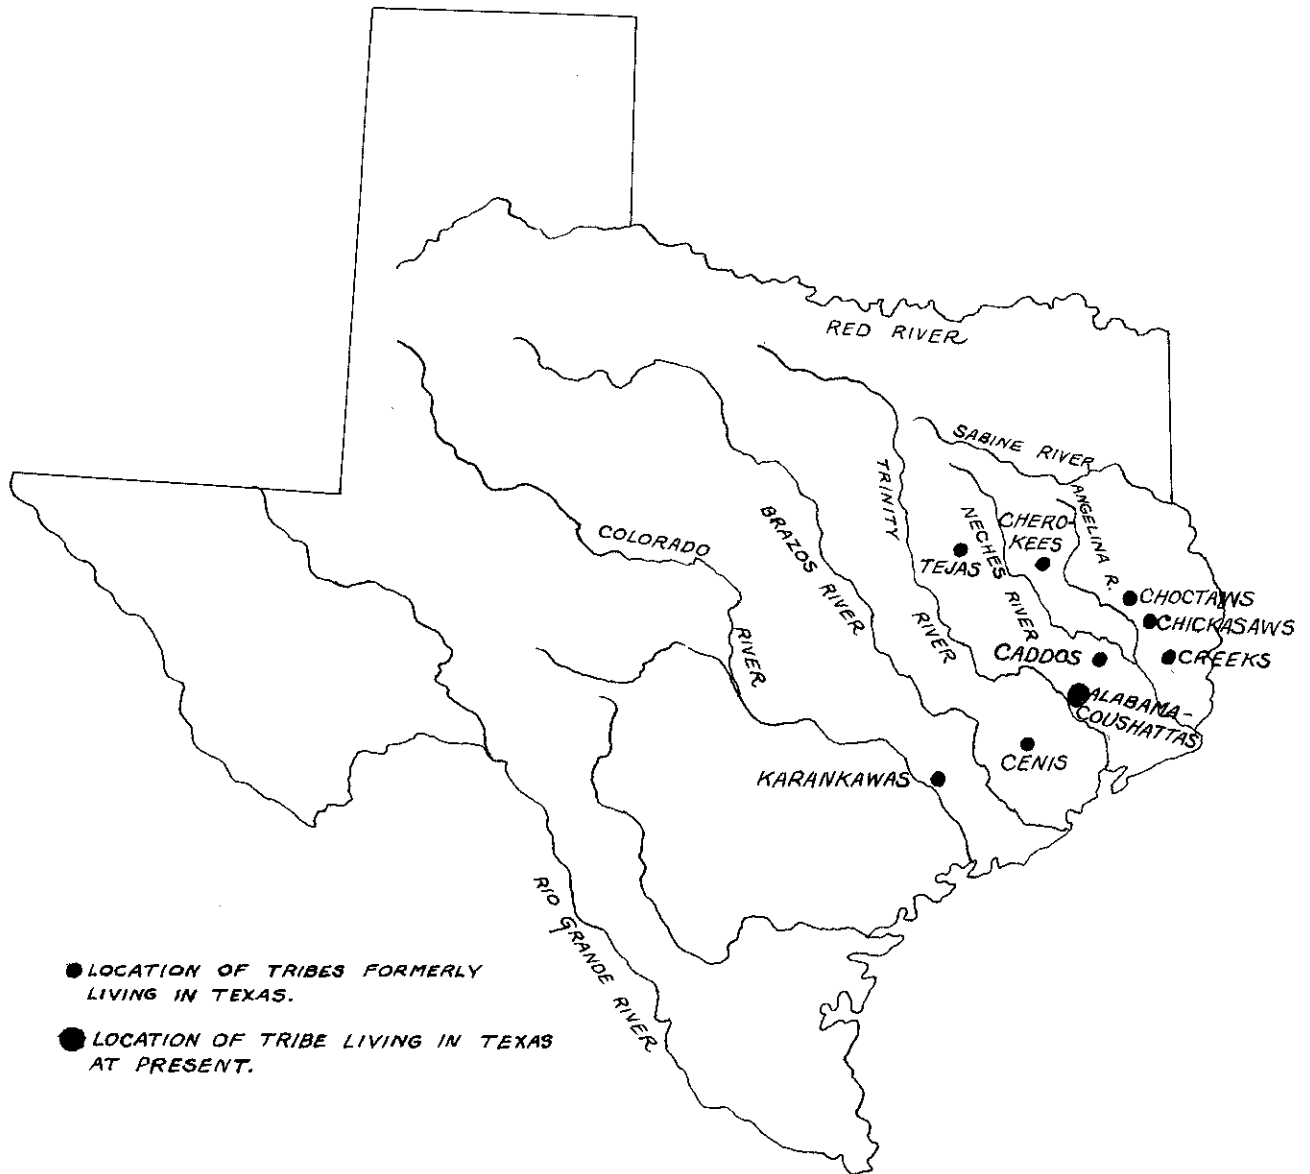 RED RIVER
SABINE RIVER
ANGELINA R.
TRINITY
RIVER
NECHES RIVER
CHERO-
KEES
BRAZOS RIVER
COLORADO
RIVER
TEJAS
CHOCTAWS
CHICKASAWS
CADDOS
CREEKS
ALABAMA-
COUSHATTAS
CENIS
KARANKAWAS
RIO GRANDE RIVER
LOCATION OF TRIBES FORMERLY
LIVING IN TEXAS.
LOCATION OF TRIBE LIVING IN TEXAS
AT PRESENT.